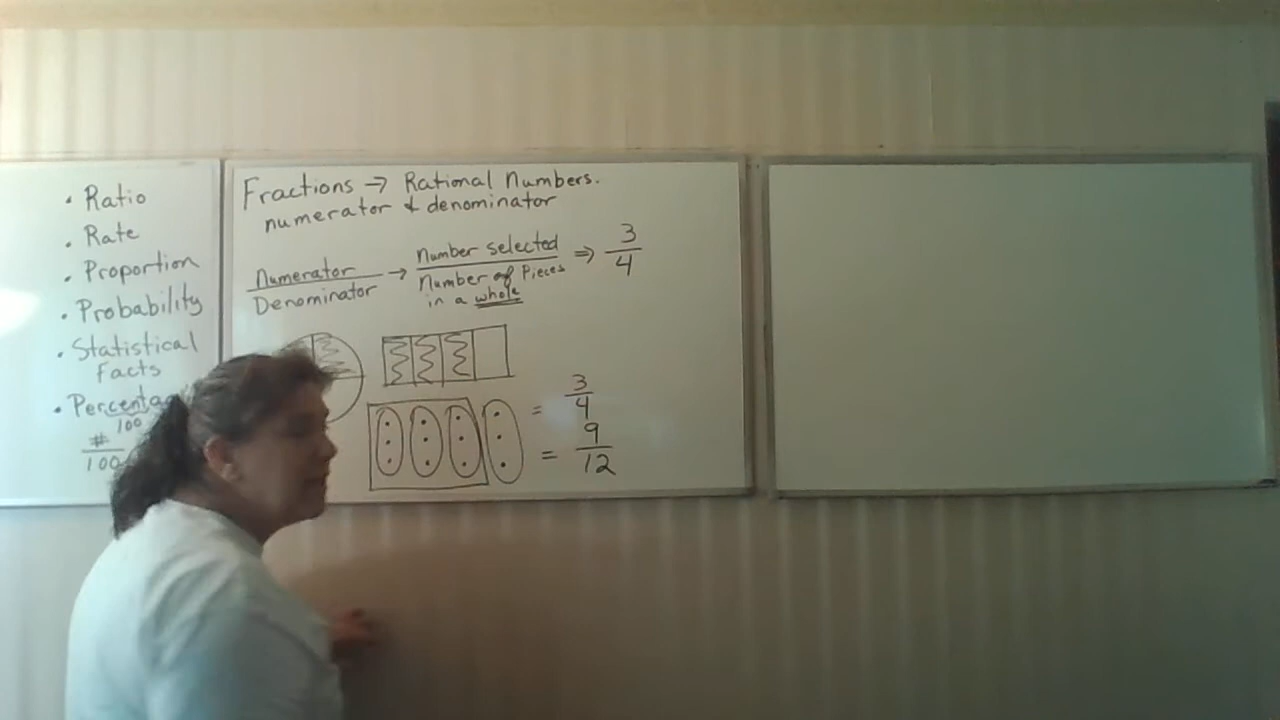 • Ratio
• Rate
• Proportion
• Probability
• Statistical
Facts
100
#
100
Fractions → Rational Numbers.
numerator & denominator
Numerator
Denominator
→
Number selected
Number of Pieces
in a whole
⇒
3
4
=
3
4
=
9
12